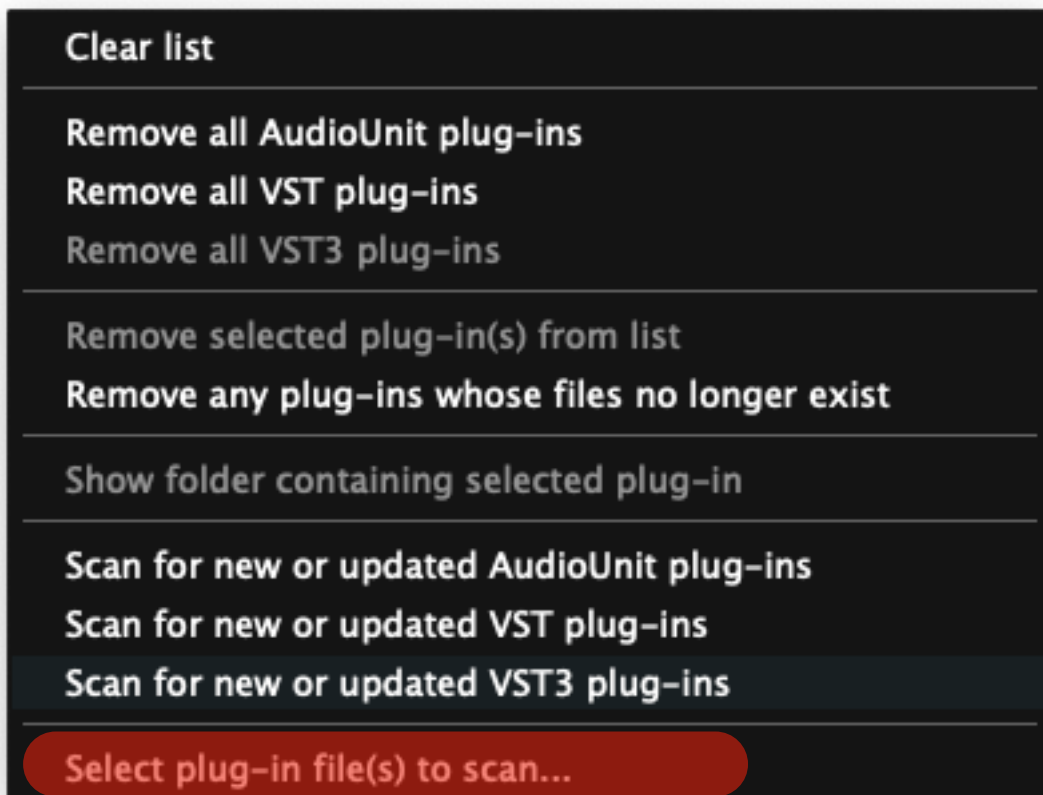 Clear list
Remove all AudioUnit plug-ins
Remove all VST plug-ins
Remove all VST3 plug-ins
Remove selected plug-in(s) from list
Remove any plug-ins whose files no longer exist
Show folder containing selected plug-in
Scan for new or updated AudioUnit plug-ins
Scan for new or updated VST plug-ins
Scan for new or updated VST3 plug-ins
Select plug-in file(s) to scan...